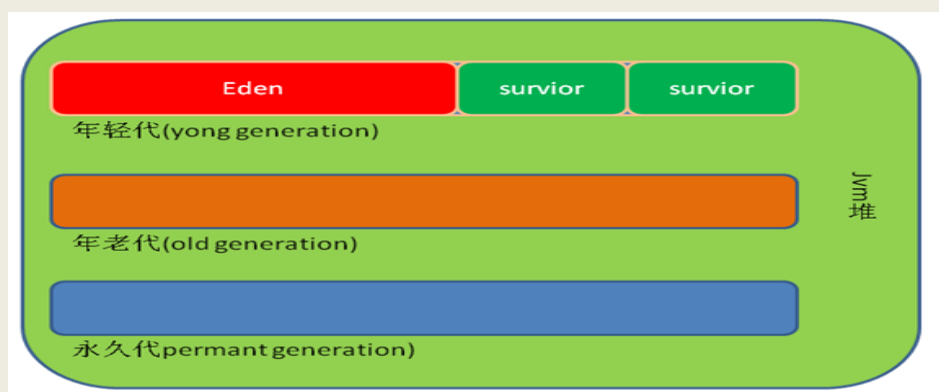 Eden survior survior
年轻代(yong generation)
Jvm堆
年老代(old generation)
永久代permant generation)